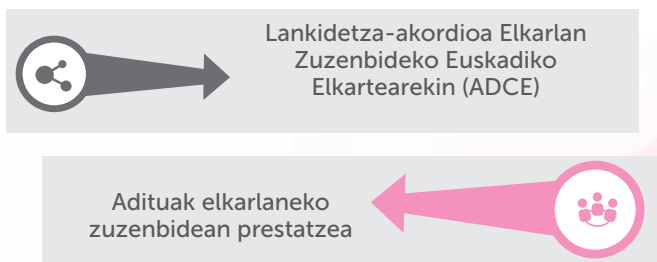 Lankidetza-akordioa Elkarlan
Zuzenbideko Euskadiko
Elkartearekin (ADCE)
Adituak elkarlaneko
zuzenbidean prestatzea